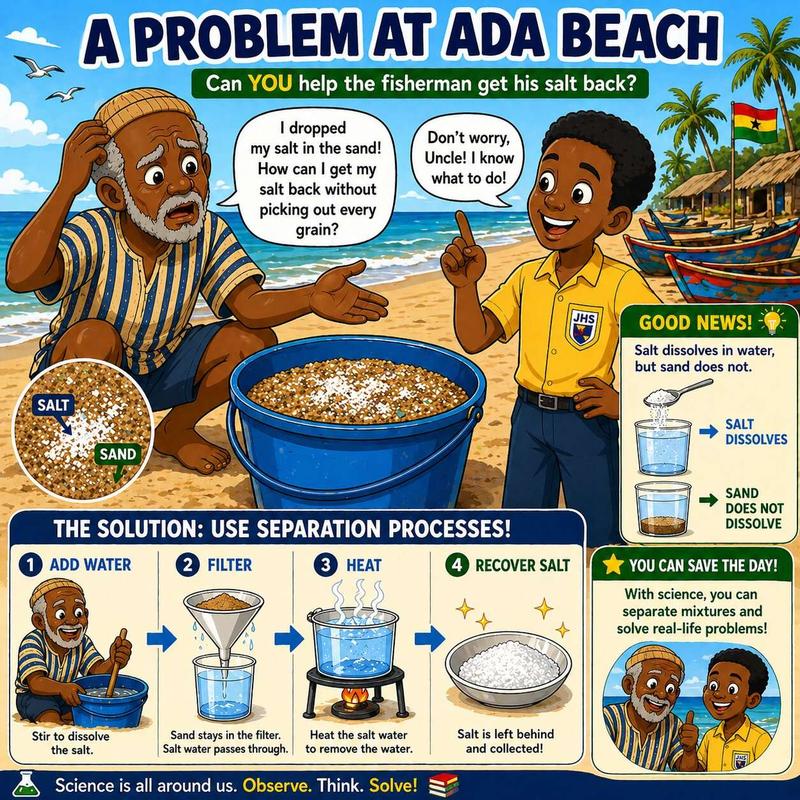 A PROBLEM AT ADA BEACH
Can YOU help the fisherman get his salt back?
I dropped
my salt in the sand!
How can I get my
salt back without
picking out every
grain?
Don't worry,
Uncle! I know
what to do!
JHS
GOOD NEWS!
Salt dissolves in water,
but sand does not.
SALT
DISSOLVES
SAND
DOES NOT
DISSOLVE
SALT
SAND
THE SOLUTION: USE SEPARATION PROCESSES!
1 ADD WATER
Stir to dissolve
the salt.
2 FILTER
Sand stays in the filter.
Salt water passes through.
3 HEAT
Heat the salt water
to remove the water.
4 RECOVER SALT
Salt is left behind
and collected!
YOU CAN SAVE THE DAY!
With science, you can
separate mixtures and
solve real-life problems!
Science is all around us. Observe. Think. Solve!